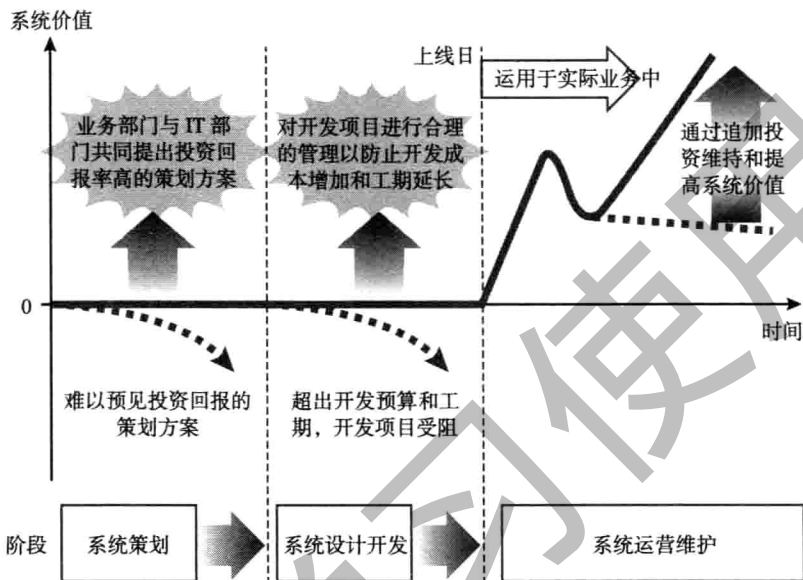 系统价值
上线日
运用于实际业务中
业务部门与 IT 部
门共同提出投资回
报率高的策划方案
对开发项目进行合理
的管理以防止开发成
本增加和工期延长
通过追加投
资维持和提
高系统价值
0
时间
难以预见投资回报的
策划方案
超出开发预算和工
期，开发项目受阻
阶段
系统策划
系统设计开发
系统运营维护
习使用